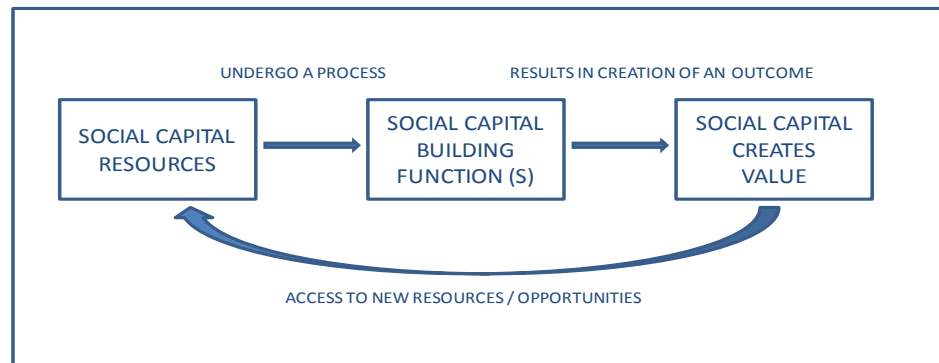 UNDERGO A PROCESS
RESULTS IN CREATION OF AN OUTCOME
SOCIAL CAPITAL
RESOURCES
SOCIAL CAPITAL
BUILDING
FUNCTION (S)
SOCIAL CAPITAL
CREATES
VALUE
ACCESS TO NEW RESOURCES / OPPORTUNITIES